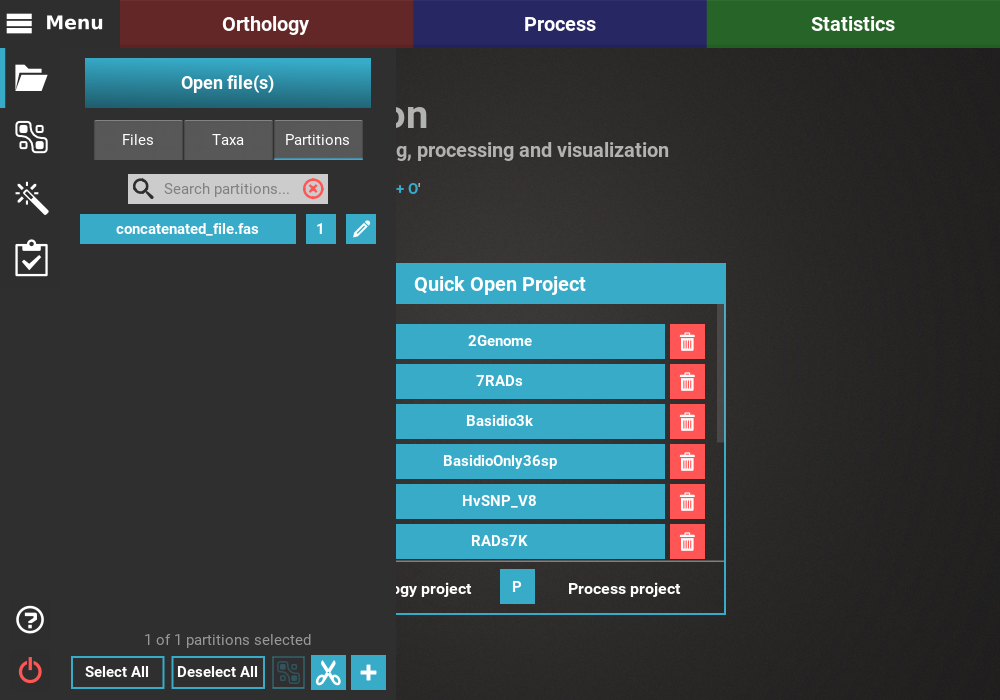 Menu
Orthology
Process
Statistics
Open file(s)
Files
Taxa
Partitions
Search partitions...
concatenated_file.fas
1
on
g, processing and visualization
+ O'
Quick Open Project
2Genome
7RADs
Basidio3k
BasidioOnly36sp
HvSNP_V8
RADs7K
ogy project
P
Process project
1 of 1 partitions selected
Select All
Deselect All